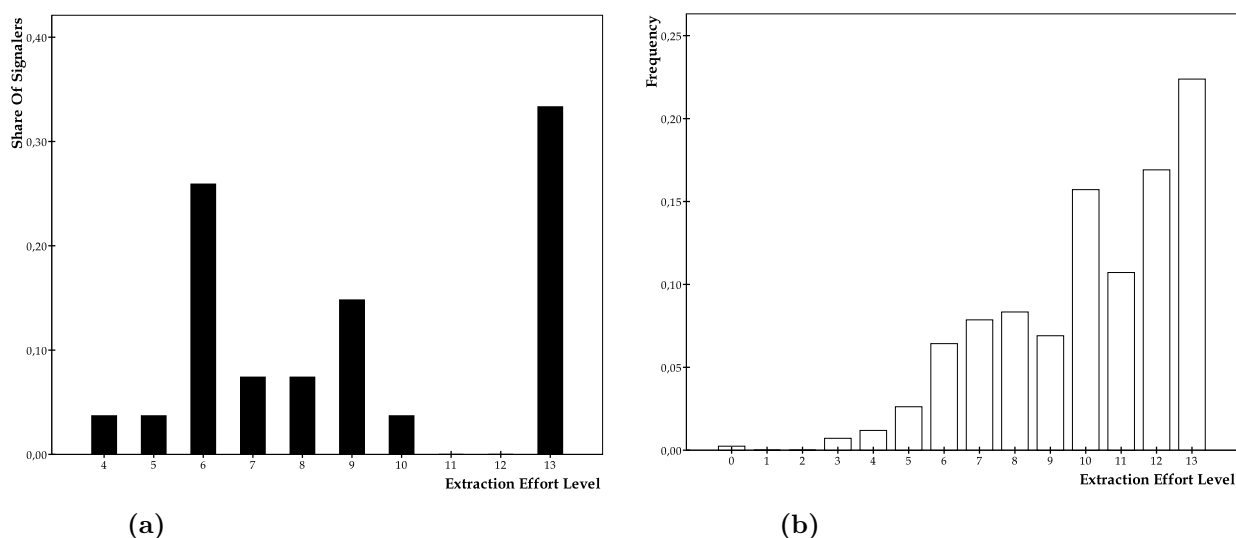 Share Of Signalers
0,40
0,30
0,20
0,10
0,00
4 5 6 7 8 9 10 11 12 13
Extraction Effort Level
(a)
Frequency
0,25
0,20
0,15
0,10
0,05
0,00
0 1 2 3 4 5 6 7 8 9 10 11 12 13
Extraction Effort Level
(b)